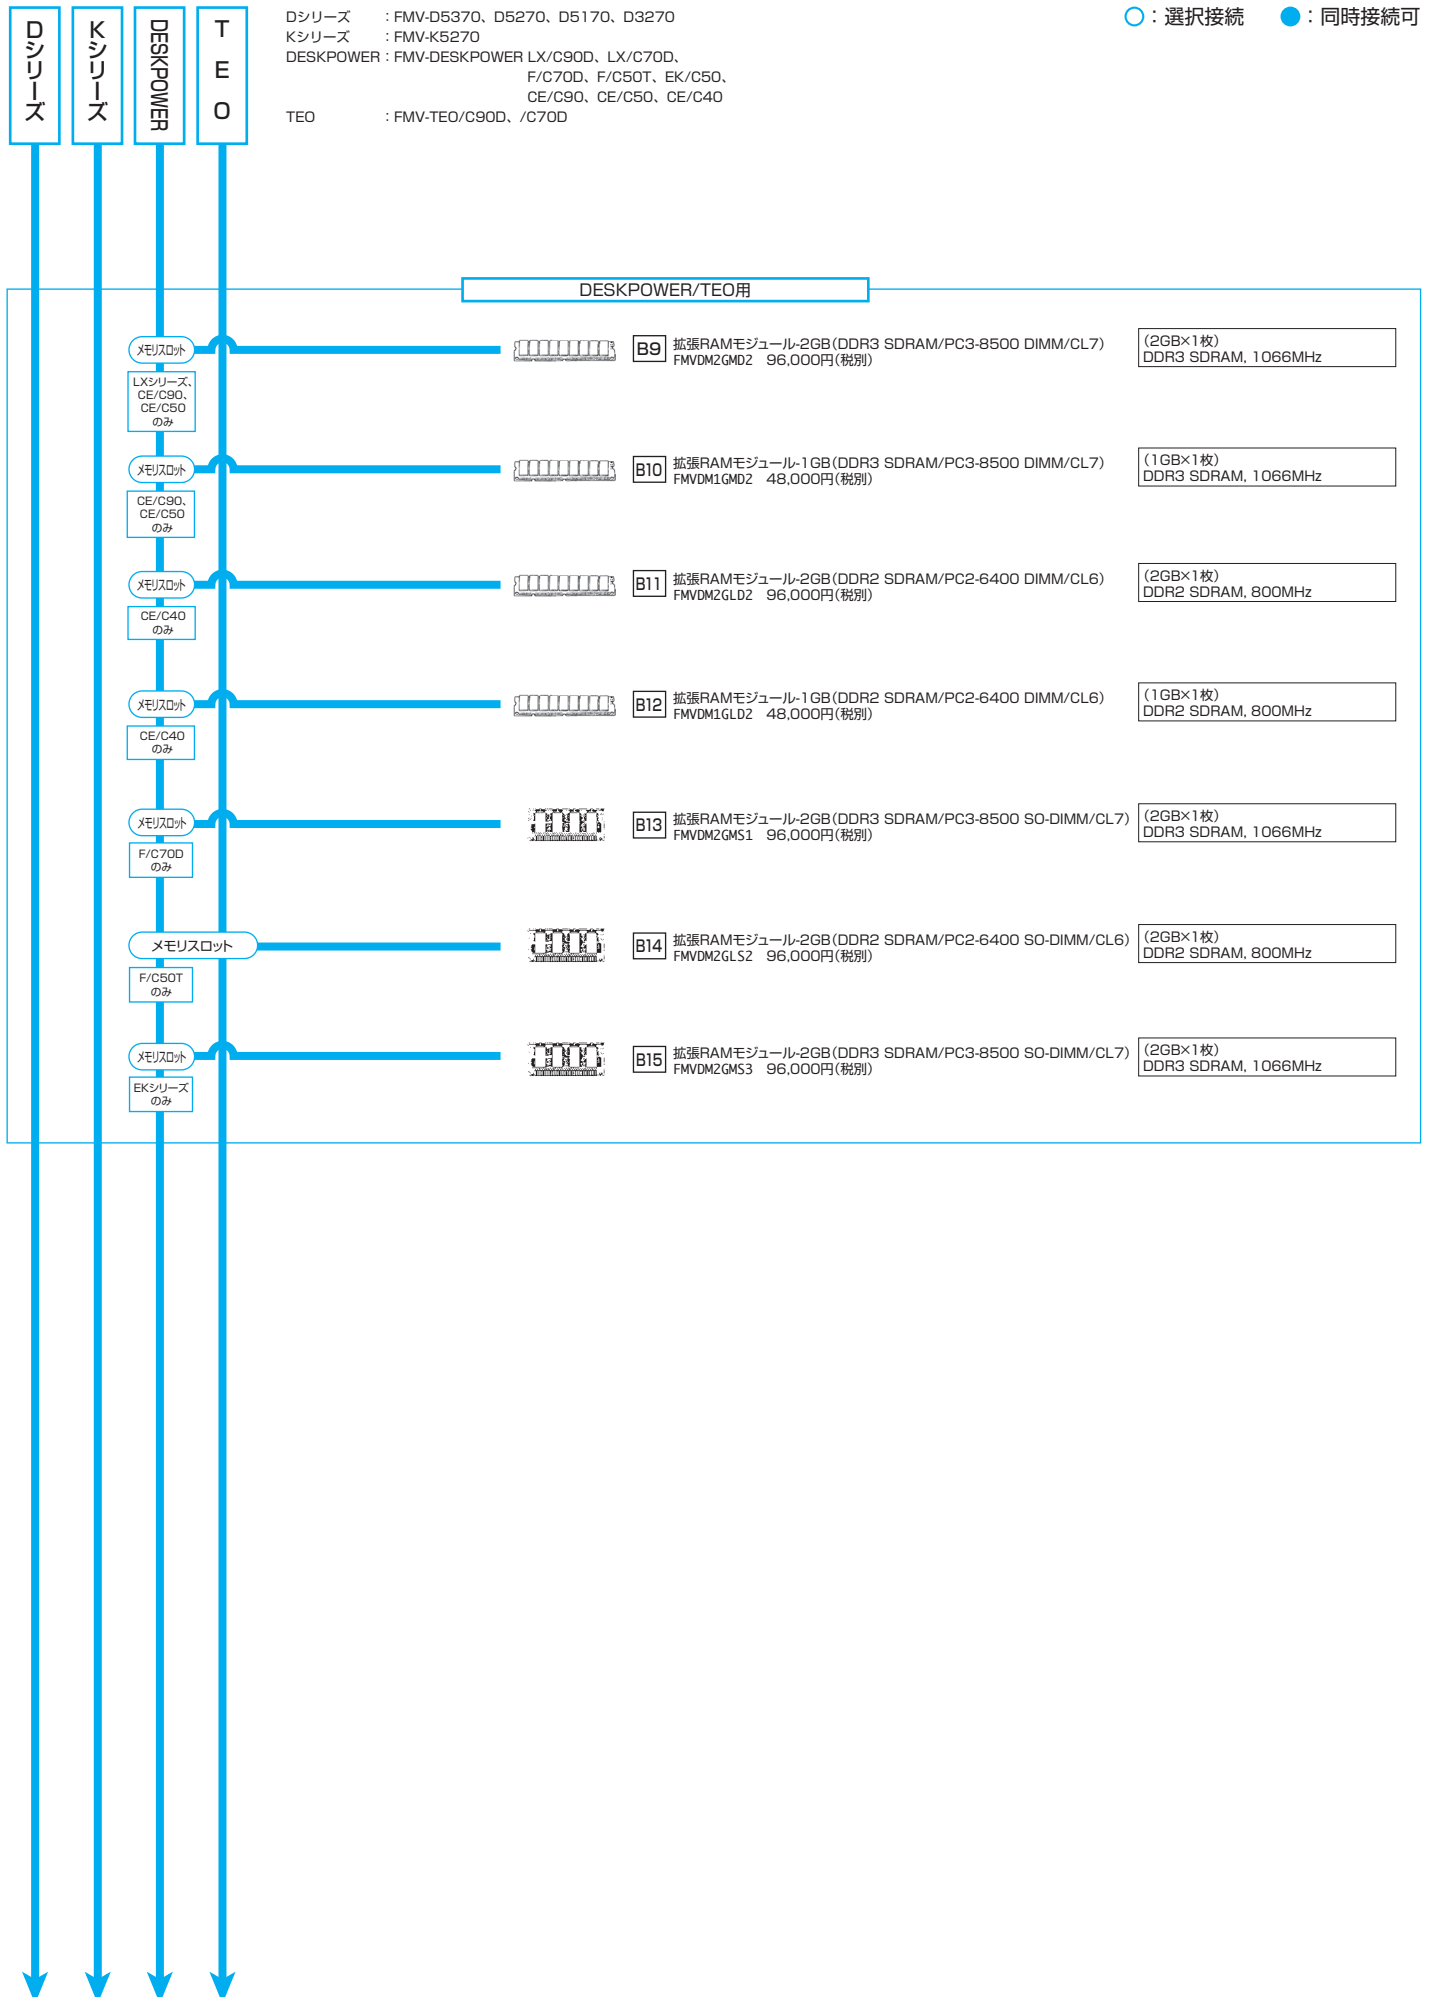 Dシリーズ
Kシリーズ
DESKPOWER
TEO
Dシリーズ ：FMV-D5370、D5270、D5170、D3270
Kシリーズ ：FMV-K5270
DESKPOWER：FMV-DESKPOWER LX/C90D、LX/C70D、
F/C70D、F/C50T、EK/C50、
CE/C90、CE/C50、CE/C40
TEO ：FMV-TEO/C90D、/C70D
○：選択接続 ●：同時接続可
DESKPOWER/TEO用
メモリスロット
LXシリーズ、
CE/C90、
CE/C50
のみ
B9 拡張RAMモジュール-2GB（DDR3 SDRAM/PC3-8500 DIMM/CL7）
FMVDM2GMD2 96,000円（税別）
（2GB×1枚）
DDR3 SDRAM, 1066MHz
メモリスロット
CE/C90、
CE/C50
のみ
B10 拡張RAMモジュール-1GB（DDR3 SDRAM/PC3-8500 DIMM/CL7）
FMVDM1GMD2 48,000円（税別）
（1GB×1枚）
DDR3 SDRAM, 1066MHz
メモリスロット
CE/C40
のみ
B11 拡張RAMモジュール-2GB（DDR2 SDRAM/PC2-6400 DIMM/CL6）
FMVDM2GLD2 96,000円（税別）
（2GB×1枚）
DDR2 SDRAM, 800MHz
メモリスロット
CE/C40
のみ
B12 拡張RAMモジュール-1GB（DDR2 SDRAM/PC2-6400 DIMM/CL6）
FMVDM1GLD2 48,000円（税別）
（1GB×1枚）
DDR2 SDRAM, 800MHz
メモリスロット
F/C70D
のみ
B13 拡張RAMモジュール-2GB（DDR3 SDRAM/PC3-8500 SO-DIMM/CL7）
FMVDM2GMS1 96,000円（税別）
（2GB×1枚）
DDR3 SDRAM, 1066MHz
メモリスロット
F/C50T
のみ
B14 拡張RAMモジュール-2GB（DDR2 SDRAM/PC2-6400 SO-DIMM/CL6）
FMVDM2GLS2 96,000円（税別）
（2GB×1枚）
DDR2 SDRAM, 800MHz
メモリスロット
EKシリーズ
のみ
B15 拡張RAMモジュール-2GB（DDR3 SDRAM/PC3-8500 SO-DIMM/CL7）
FMVDM2GMS3 96,000円（税別）
（2GB×1枚）
DDR3 SDRAM, 1066MHz